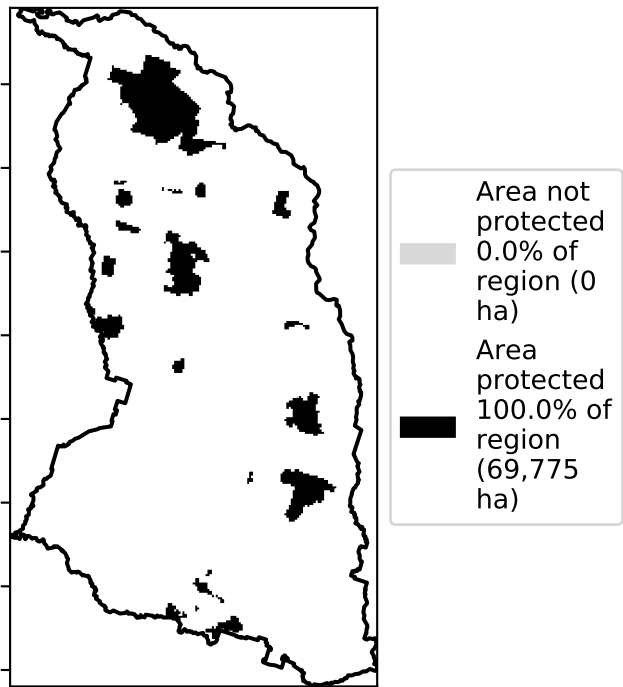 Area not
protected
0.0% of
region (0
ha)
Area
protected
100.0% of
region
(69,775
ha)